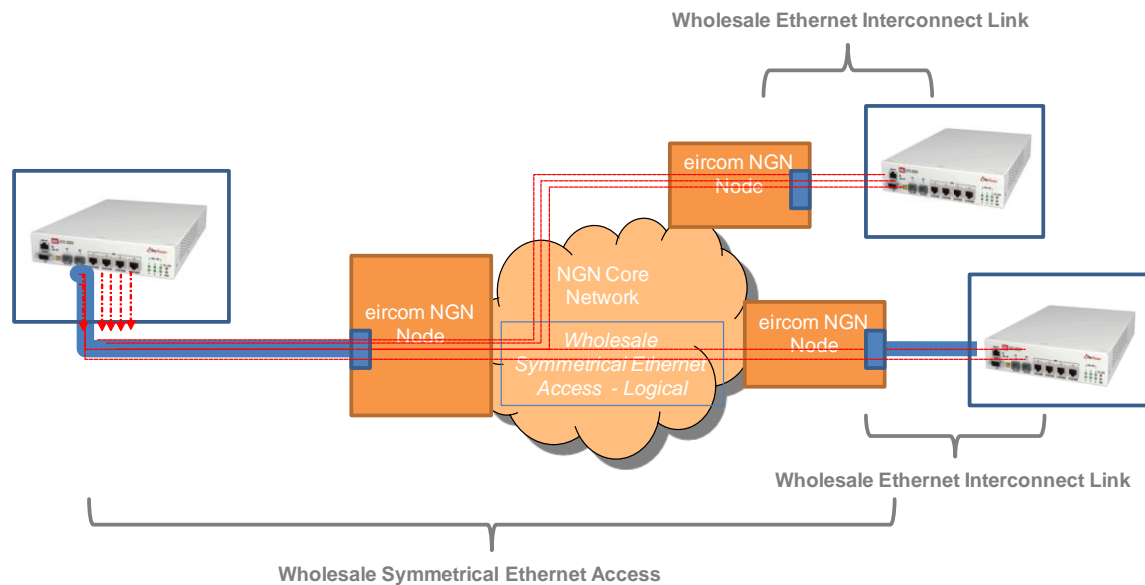 Wholesale Ethernet Interconnect Link
eircom NGN
Node
NGN Core
Network
eircom NGN
Node
eircom NGN
Node
Wholesale
Symmetrical Ethernet
Access - Logical
Wholesale Ethernet Interconnect Link
Wholesale Symmetrical Ethernet Access